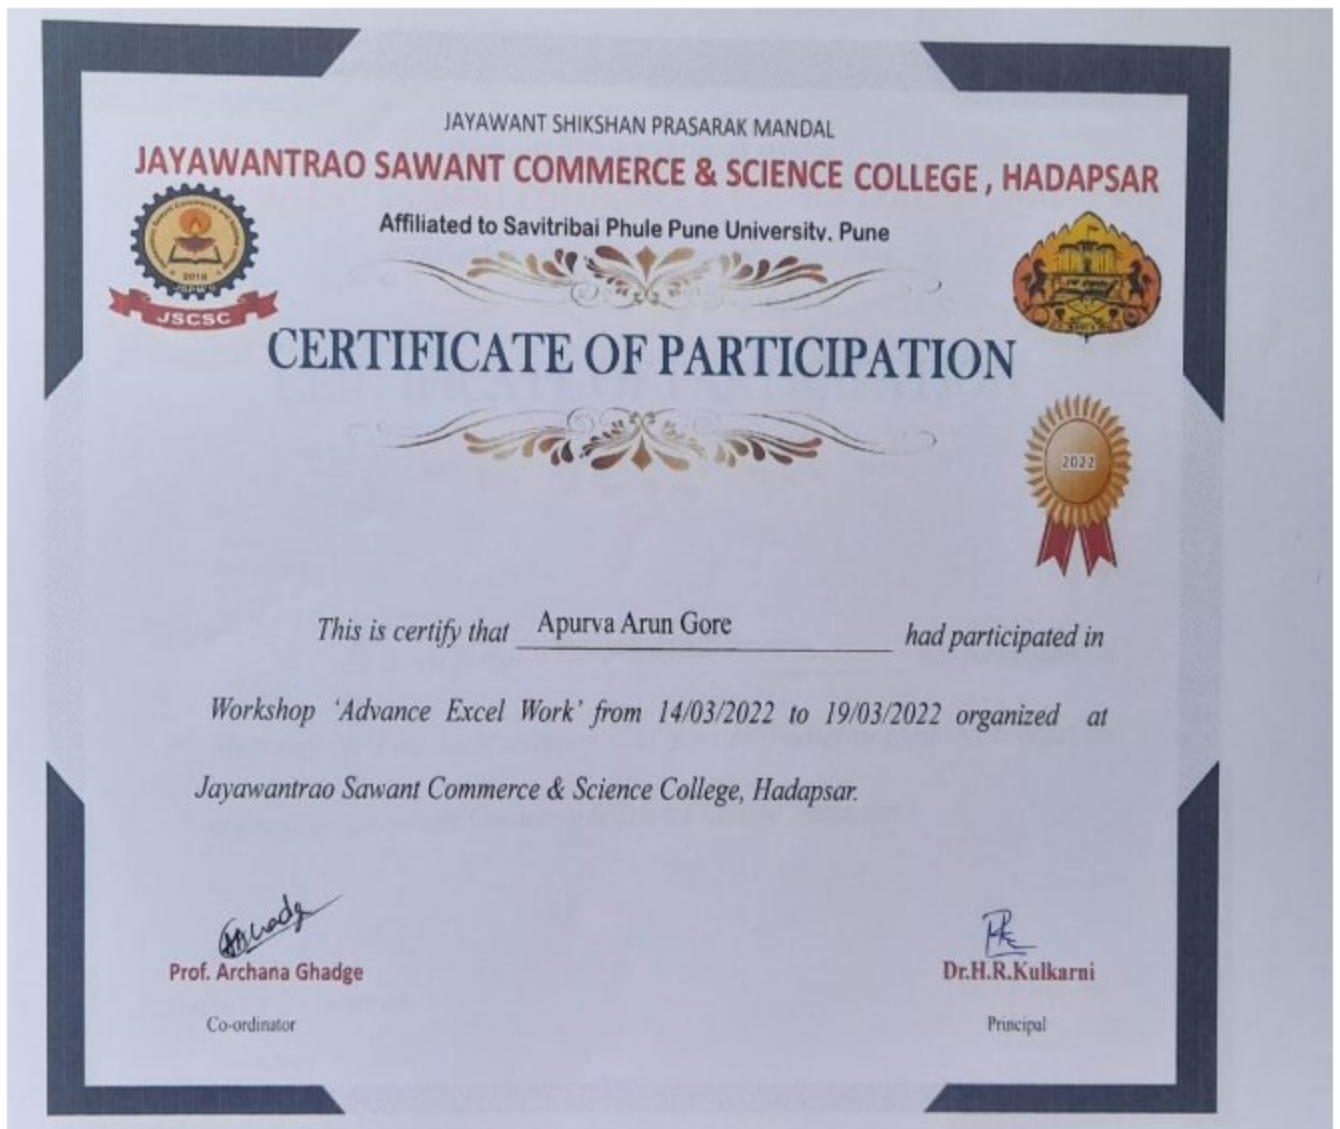 JAYAWANT SHIKSHAN PRASARAK MANDAL
JAYAWANTRAO SAWANT COMMERCE & SCIENCE COLLEGE , HADAPSAR
Affiliated to Savitribai Phule Pune University. Pune
2018
JSPM'S
JSCSC
CERTIFICATE OF PARTICIPATION
2022
This is certify that Apurva Arun Gore had participated in
Workshop ‘Advance Excel Work’ from 14/03/2022 to 19/03/2022 organized at
Jayawantrao Sawant Commerce & Science College, Hadapsar.
Prof. Archana Ghadge
Dr.H.R.Kulkarni
Co-ordinator
Principal